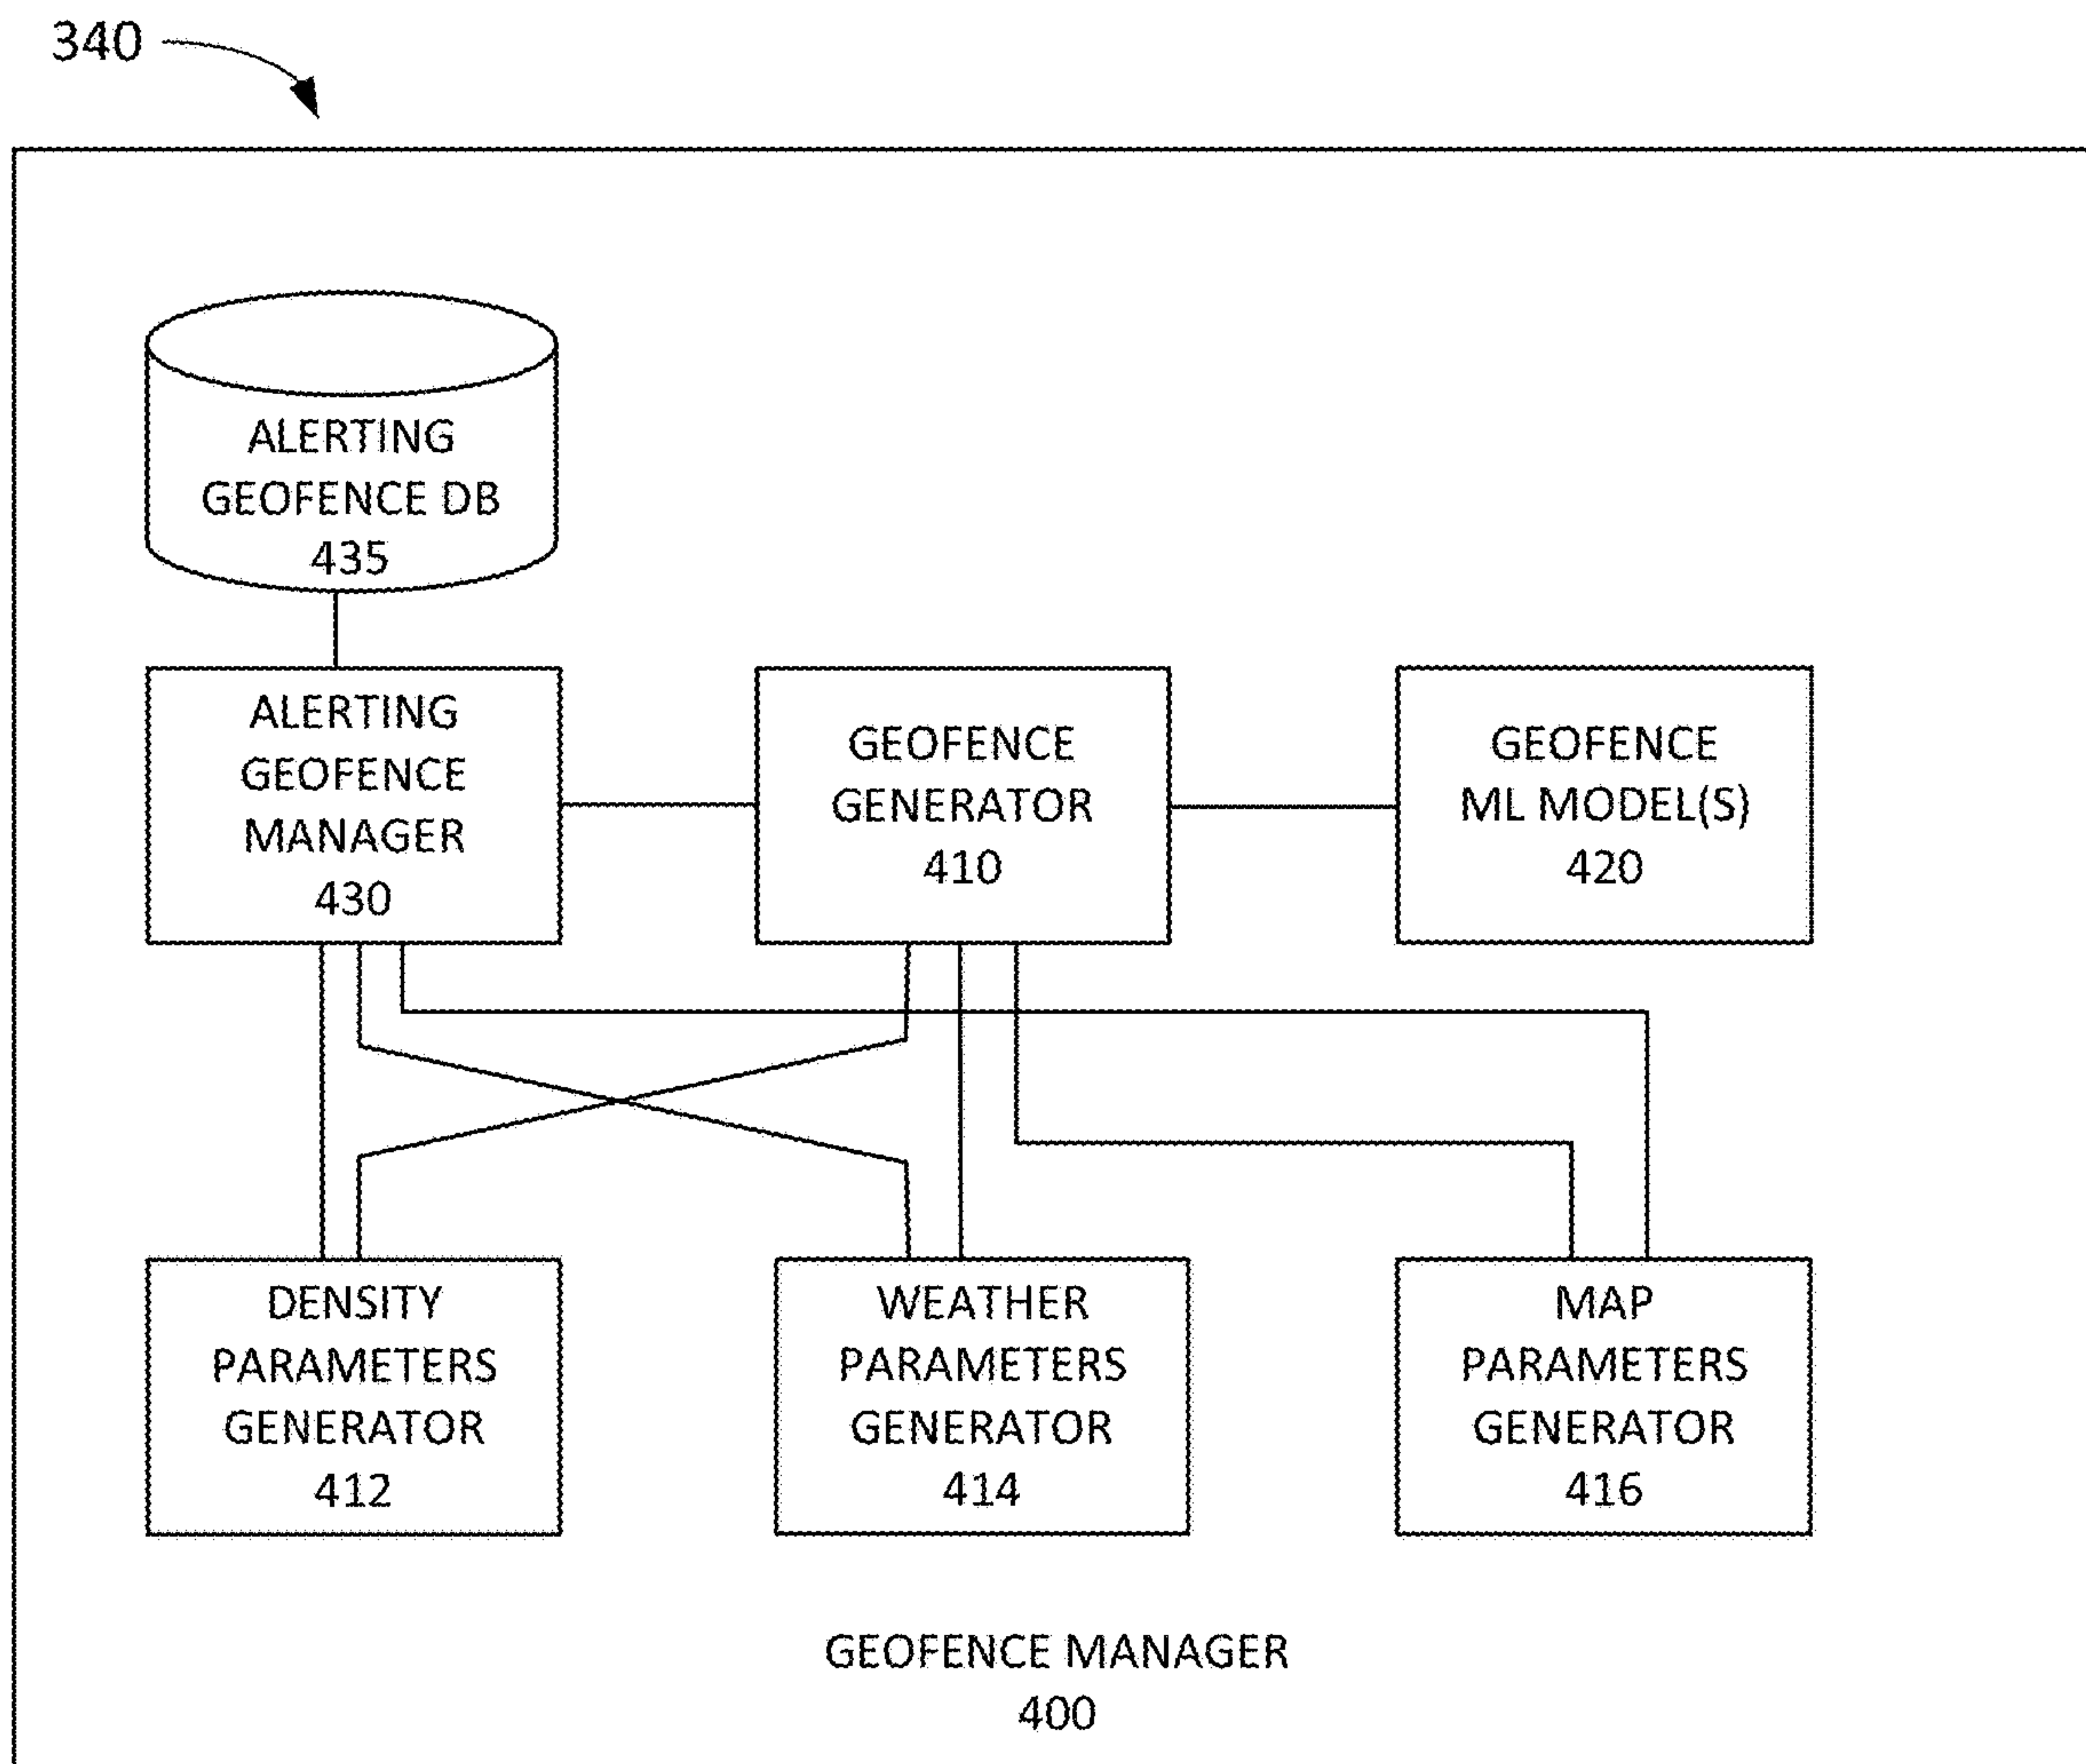 340
ALERTING
GEOFENCE DB
435
ALERTING
GEOFENCE
MANAGER
430
GEOFENCE
GENERATOR
410
GEOFENCE
ML MODEL(S)
420
DENSITY
PARAMETERS
GENERATOR
412
WEATHER
PARAMETERS
GENERATOR
414
MAP
PARAMETERS
GENERATOR
416
GEOFENCE MANAGER
400